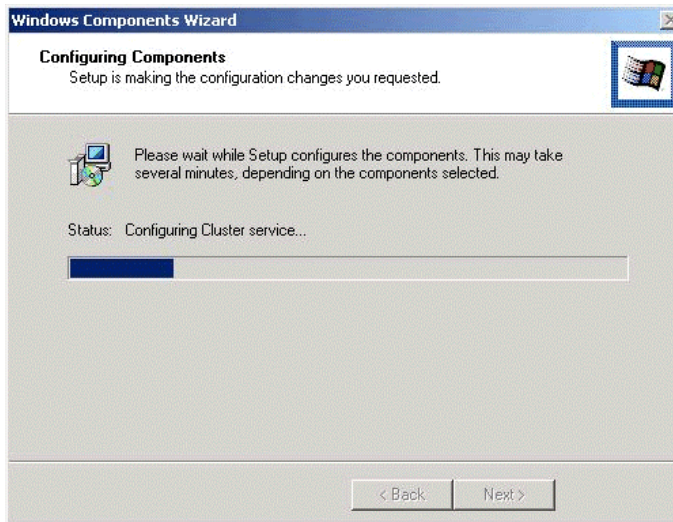 Windows Components Wizard
Configuring Components
Setup is making the configuration changes you requested.
Please wait while Setup configures the components. This may take
several minutes, depending on the components selected.
Status: Configuring Cluster service...
< Back Next >